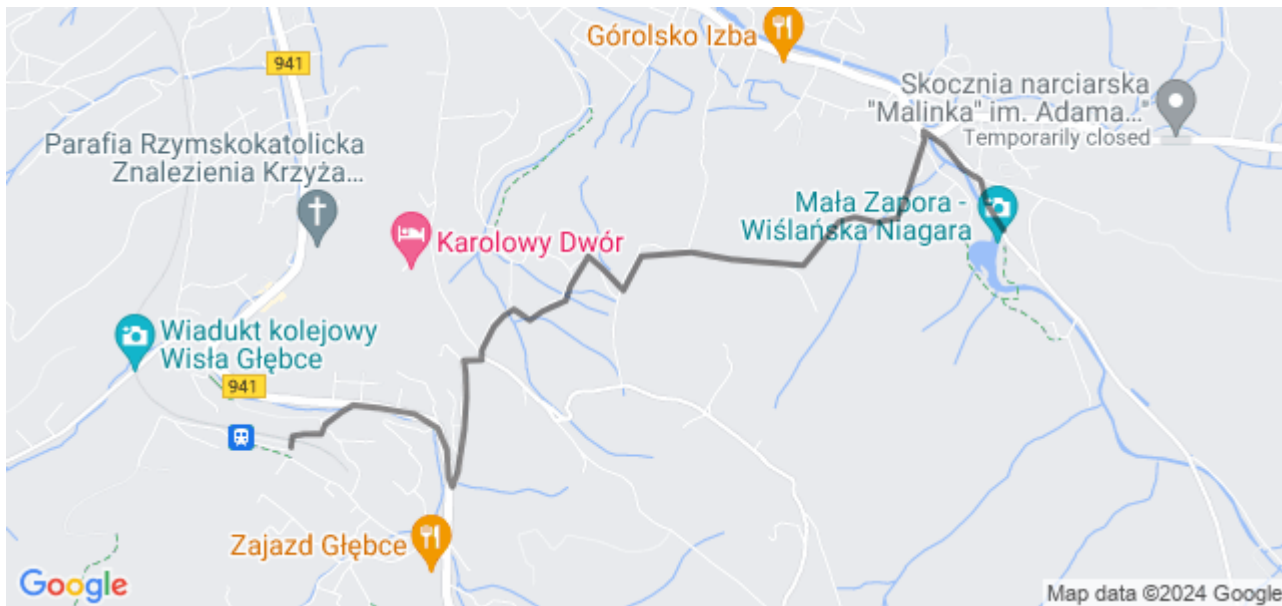 Górolsko Izba
941
Skocznia narciarska
"Malinka" im. Adama…
Temporarily closed
Parafia Rzymskokatolicka
Znalezienia Krzyża…
Mała Zapora -
Wiślańska Niagara
Karolowy Dwór
Wiadukt kolejowy
Wisła Głębce
941
Zajazd Głębce
Google
Map data ©2024 Google